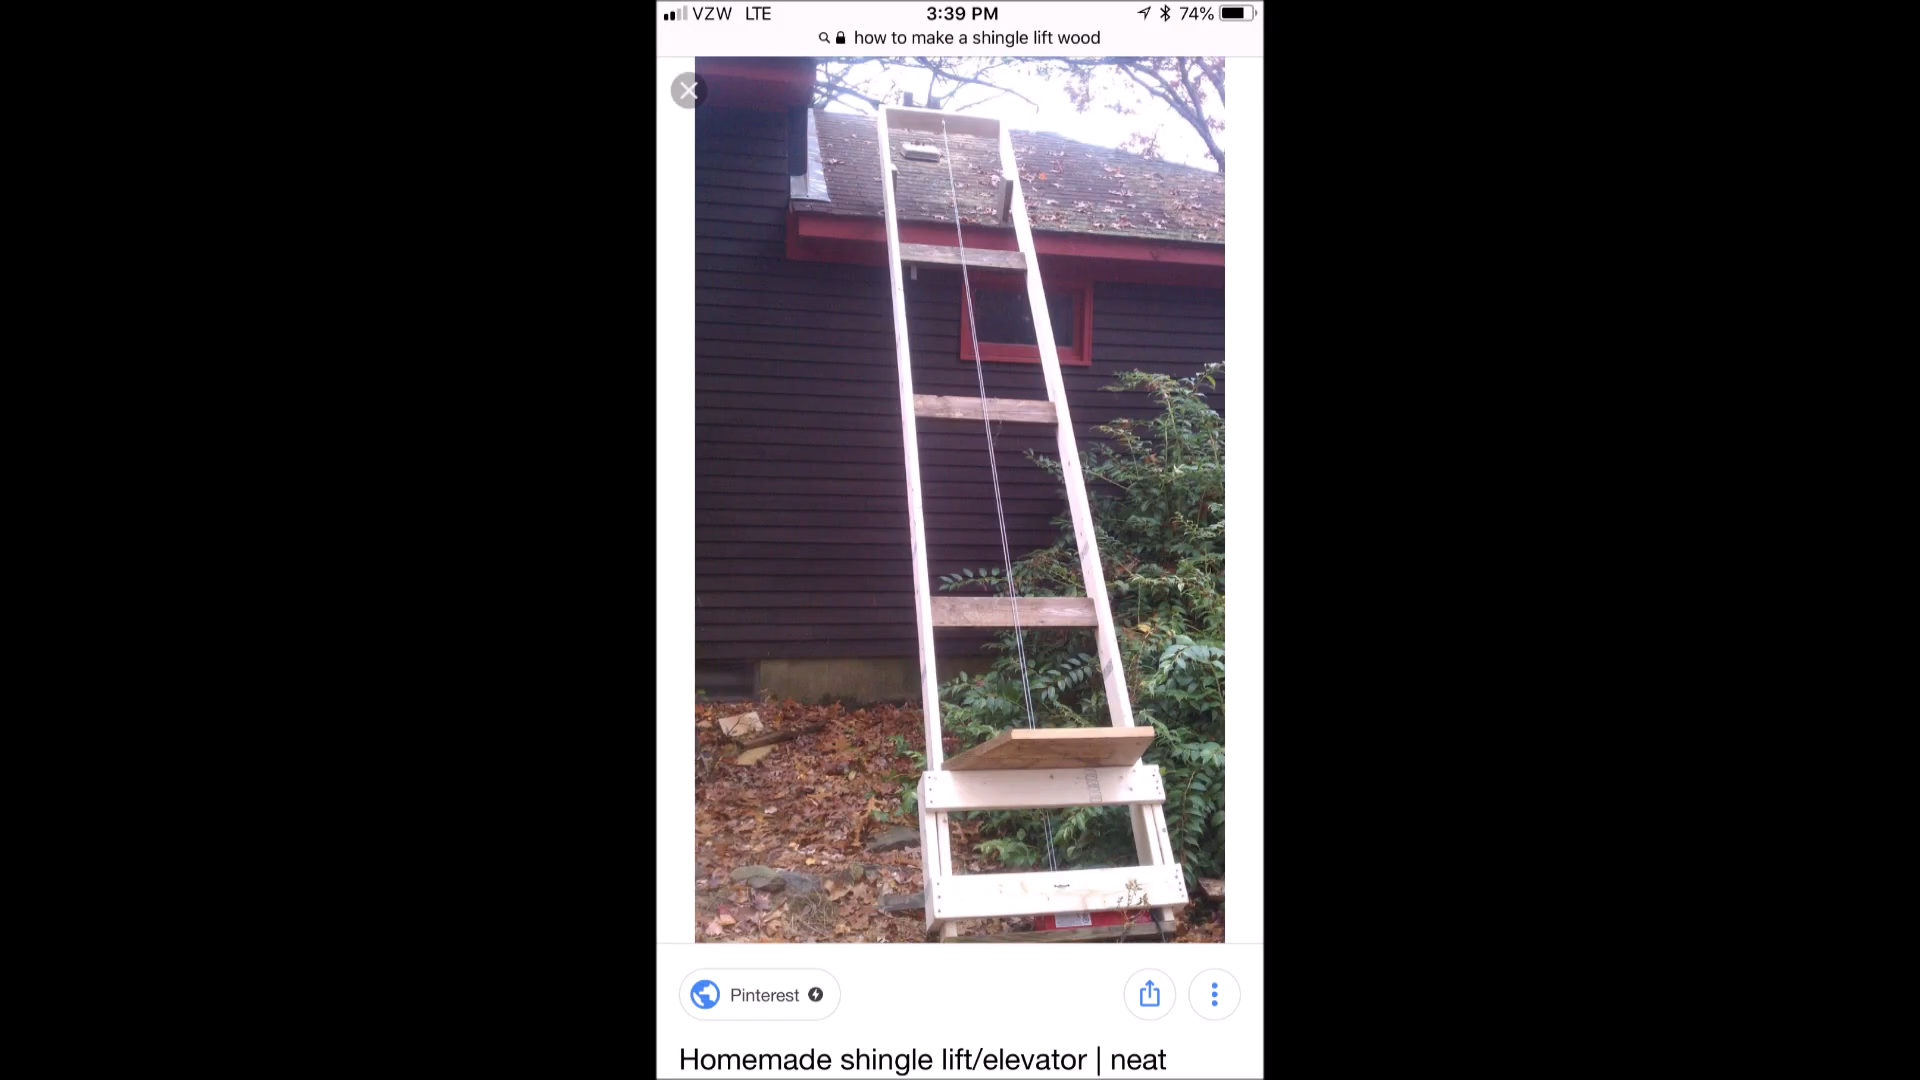 VZW LTE 3:39 PM 74%
how to make a shingle lift wood
Pinterest
Homemade shingle lift/elevator | neat